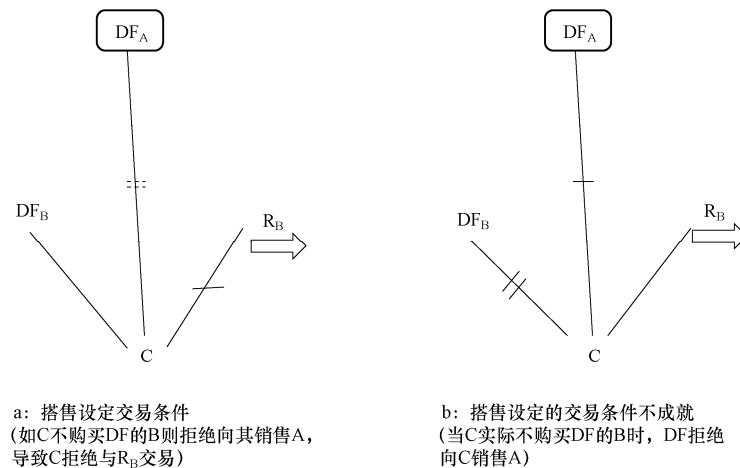 DFA
DFB
RB
C
a：搭售设定交易条件
(如C不购买DF的B则拒绝向其销售A，
导致C拒绝与RB交易)
DFA
DFB
RB
C
b：搭售设定的交易条件不成就
(当C实际不购买DF的B时，DF拒绝
向C销售A)